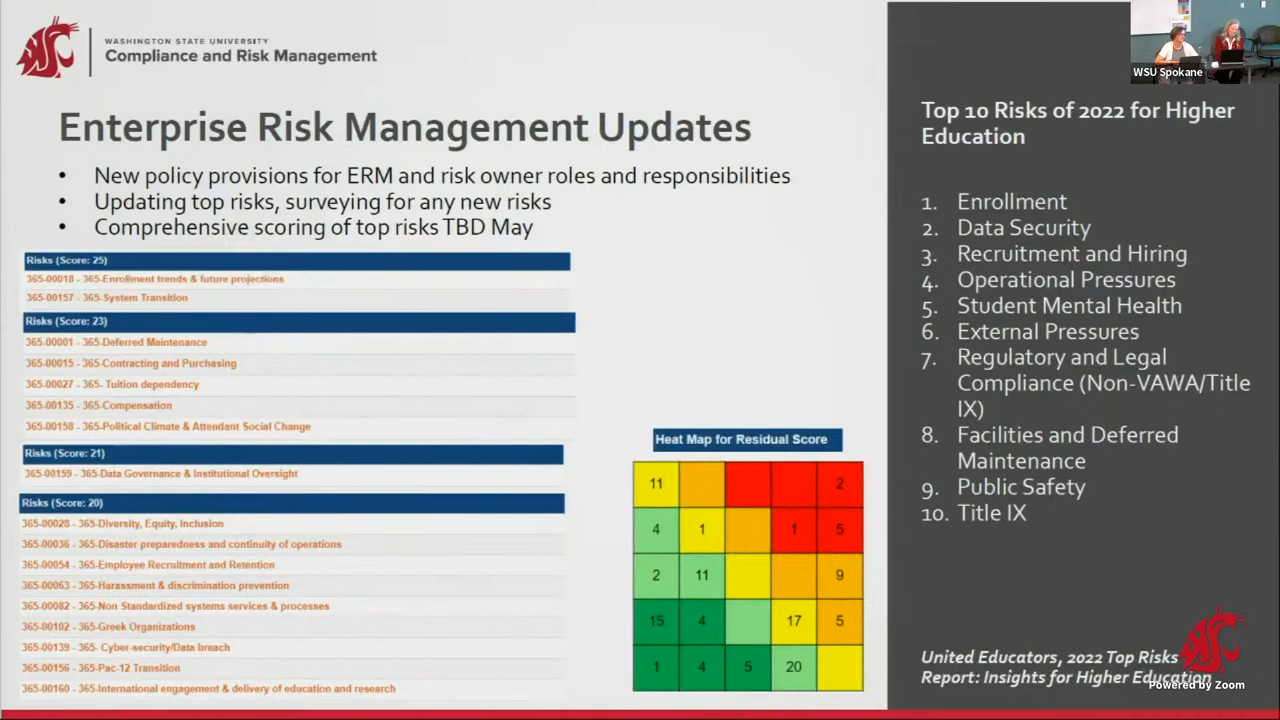 WASHINGTON STATE UNIVERSITY
Compliance and Risk Management
WSU Spokane
Enterprise Risk Management Updates
• New policy provisions for ERM and risk owner roles and responsibilities
• Updating top risks, surveying for any new risks
• Comprehensive scoring of top risks TBD May
Risks (Score: 25)
365-00018 - 365-Enrollment trends & future projections
365-00157 - 365-System Transition
Risks (Score: 23)
365-00001 - 365-Deferred Maintenance
365-00015 - 365-Contracting and Purchasing
365-00027 - 365- Tuition dependency
365-00135 - 365-Compensation
365-00158 - 365-Political Climate & Attendant Social Change
Risks (Score: 21)
365-00159 - 365-Data Governance & Institutional Oversight
Risks (Score: 20)
365-00028 - 365-Diversity, Equity, Inclusion
365-00036 - 365-Disaster preparedness and continuity of operations
365-00054 - 365-Employee Recruitment and Retention
365-00063 - 365-Harassment & discrimination prevention
365-00082 - 365-Non Standardized systems services & processes
365-00102 - 365-Greek Organizations
365-00139 - 365- Cyber-security/Data breach
365-00156 - 365-Pac-12 Transition
365-00160 - 365-International engagement & delivery of education and research
Heat Map for Residual Score
11 2
4 1 1 5
2 11 9
15 4 17 5
1 4 5 20
Top 10 Risks of 2022 for Higher
Education
1. Enrollment
2. Data Security
3. Recruitment and Hiring
4. Operational Pressures
5. Student Mental Health
6. External Pressures
7. Regulatory and Legal
Compliance (Non-VAWA/Title
IX)
8. Facilities and Deferred
Maintenance
9. Public Safety
10. Title IX
United Educators, 2022 Top Risks
Report: Insights for Higher Education
Powered by Zoom